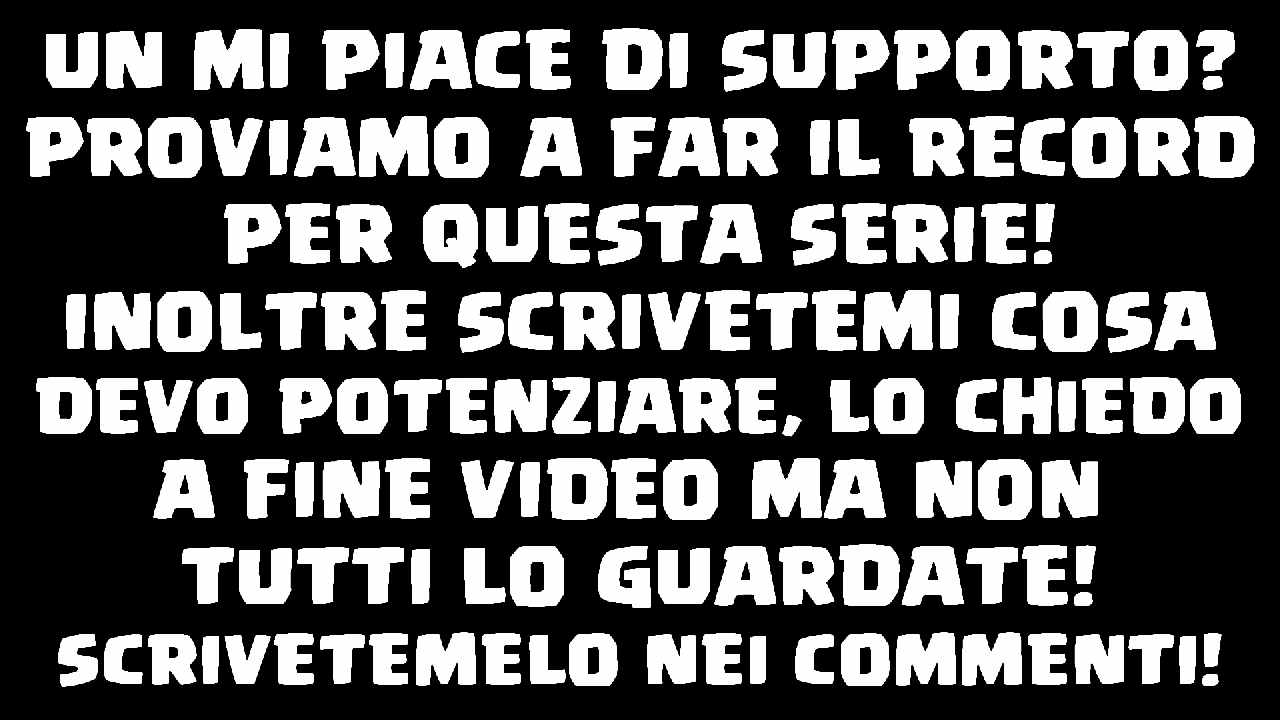 UN MI PIACE DI SUPPORTO?
PROVIAMO A FAR IL RECORD
PER QUESTA SERIE!
INOLTRE SCRIVETEMI COSA
DEVO POTENZIARE, LO CHIEDO
A FINE VIDEO MA NON
TUTTI LO GUARDATE!
SCRIVETEMELO NEI COMMENTI!